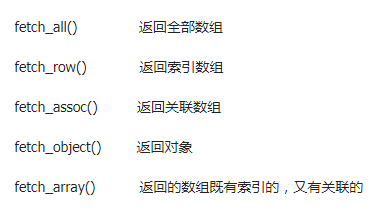 fetch_all() 返回全部数组
fetch_row() 返回索引数组
fetch_assoc() 返回关联数组
fetch_object() 返回对象
fetch_array() 返回的数组既有索引的，又有关联的